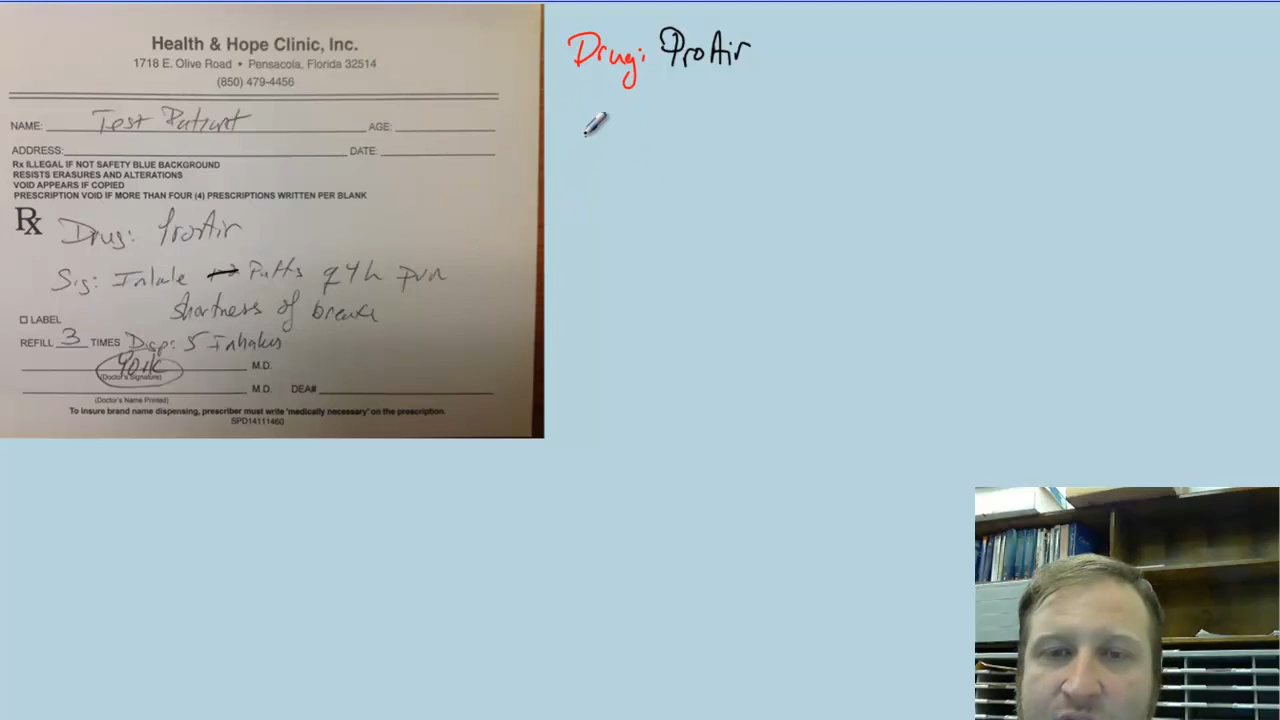 Health & Hope Clinic, Inc.
1718 E. Olive Road • Pensacola, Florida 32514
(850) 479-4456
NAME: Test Patient AGE:
ADDRESS: DATE:
Rx ILLEGAL IF NOT SAFETY BLUE BACKGROUND
RESISTS ERASURES AND ALTERATIONS
VOID APPEARS IF COPIED
PRESCRIPTION VOID IF MORE THAN FOUR (4) PRESCRIPTIONS WRITTEN PER BLANK
Rx Drug: ProAir
Sig: Inhale Puffs q4h prn
shortness of
☐ LABEL
REFILL 3 TIMES Disp: 5 Inhalers
York M.D.
(Doctor's Signature)
M.D. DEA#
(Doctor's Name Printed)
To insure brand name dispensing, prescriber must write 'medically necessary' on the prescription.
SPD14111460
Drug: ProAir